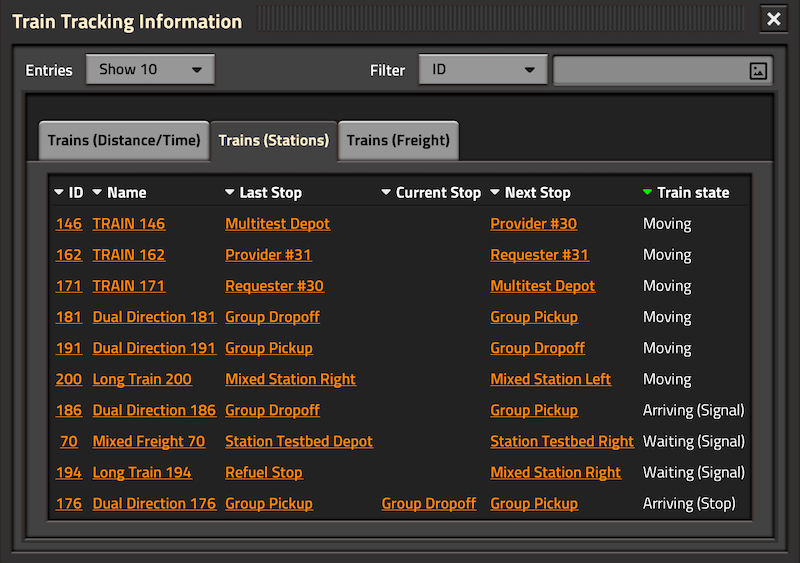 Train Tracking Information
Entries Show 10 Filter ID
Trains (Distance/Time) Trains (Stations) Trains (Freight)
ID Name Last Stop Current Stop Next Stop Train state
146 TRAIN 146 Multitest Depot Provider #30 Moving
162 TRAIN 162 Provider #31 Requester #31 Moving
171 TRAIN 171 Requester #30 Multitest Depot Moving
181 Dual Direction 181 Group Dropoff Group Pickup Moving
191 Dual Direction 191 Group Pickup Group Dropoff Moving
200 Long Train 200 Mixed Station Right Mixed Station Left Moving
186 Dual Direction 186 Group Dropoff Group Pickup Arriving (Signal)
70 Mixed Freight 70 Station Testbed Depot Station Testbed Right Waiting (Signal)
194 Long Train 194 Refuel Stop Mixed Station Right Waiting (Signal)
176 Dual Direction 176 Group Pickup Group Dropoff Group Pickup Arriving (Stop)